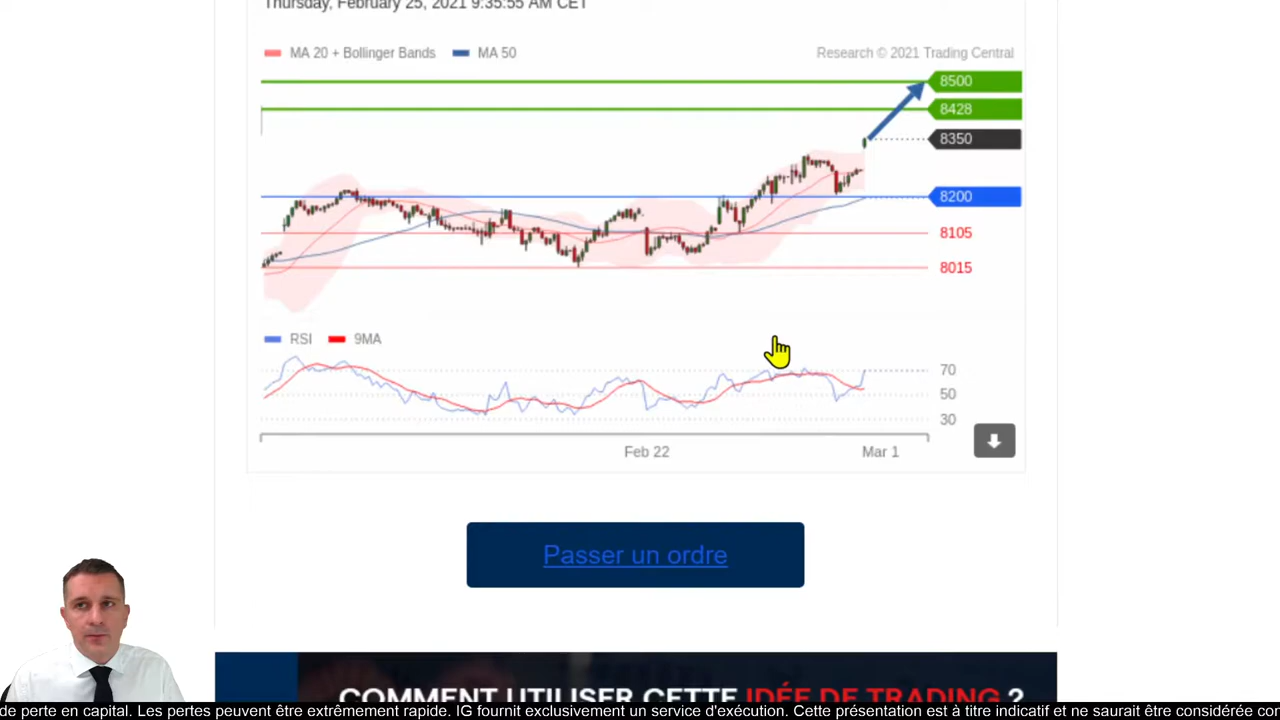 Thursday, February 25, 2021 9:35:55 AM CET
MA 20 + Bollinger Bands MA 50 Research © 2021 Trading Central
8500
8428
8350
8200
8105
8015
RSI 9MA
70
50
30
Feb 22 Mar 1
Passer un ordre
COMMENT UTILISER CETTE IDÉE DE TRADING ?
de perte en capital. Les pertes peuvent être extrêmement rapide. IG fournit exclusivement un service d'exécution. Cette présentation est à titre indicatif et ne saurait être considérée co